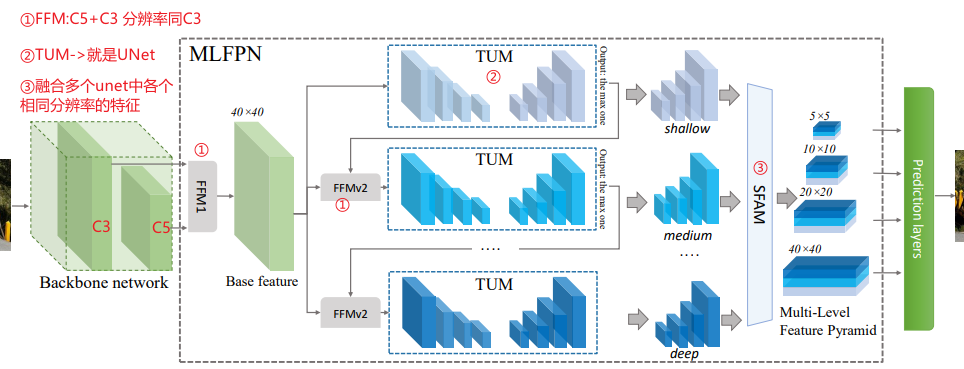 ①FFM:C5+C3 分辨率同C3
②TUM->就是UNet
③融合多个unet中各个
相同分辨率的特征
MLFPN
TUM
②
Output: the max one
shallow
40×40
①
FFM1
C3
C5
Backbone network
Base feature
FFMv2
①
TUM
Output: the max one
medium
....
....
FFMv2
TUM
deep
③
SFAM
5×5
10×10
20×20
40×40
Multi-Level
Feature Pyramid
Prediction layers